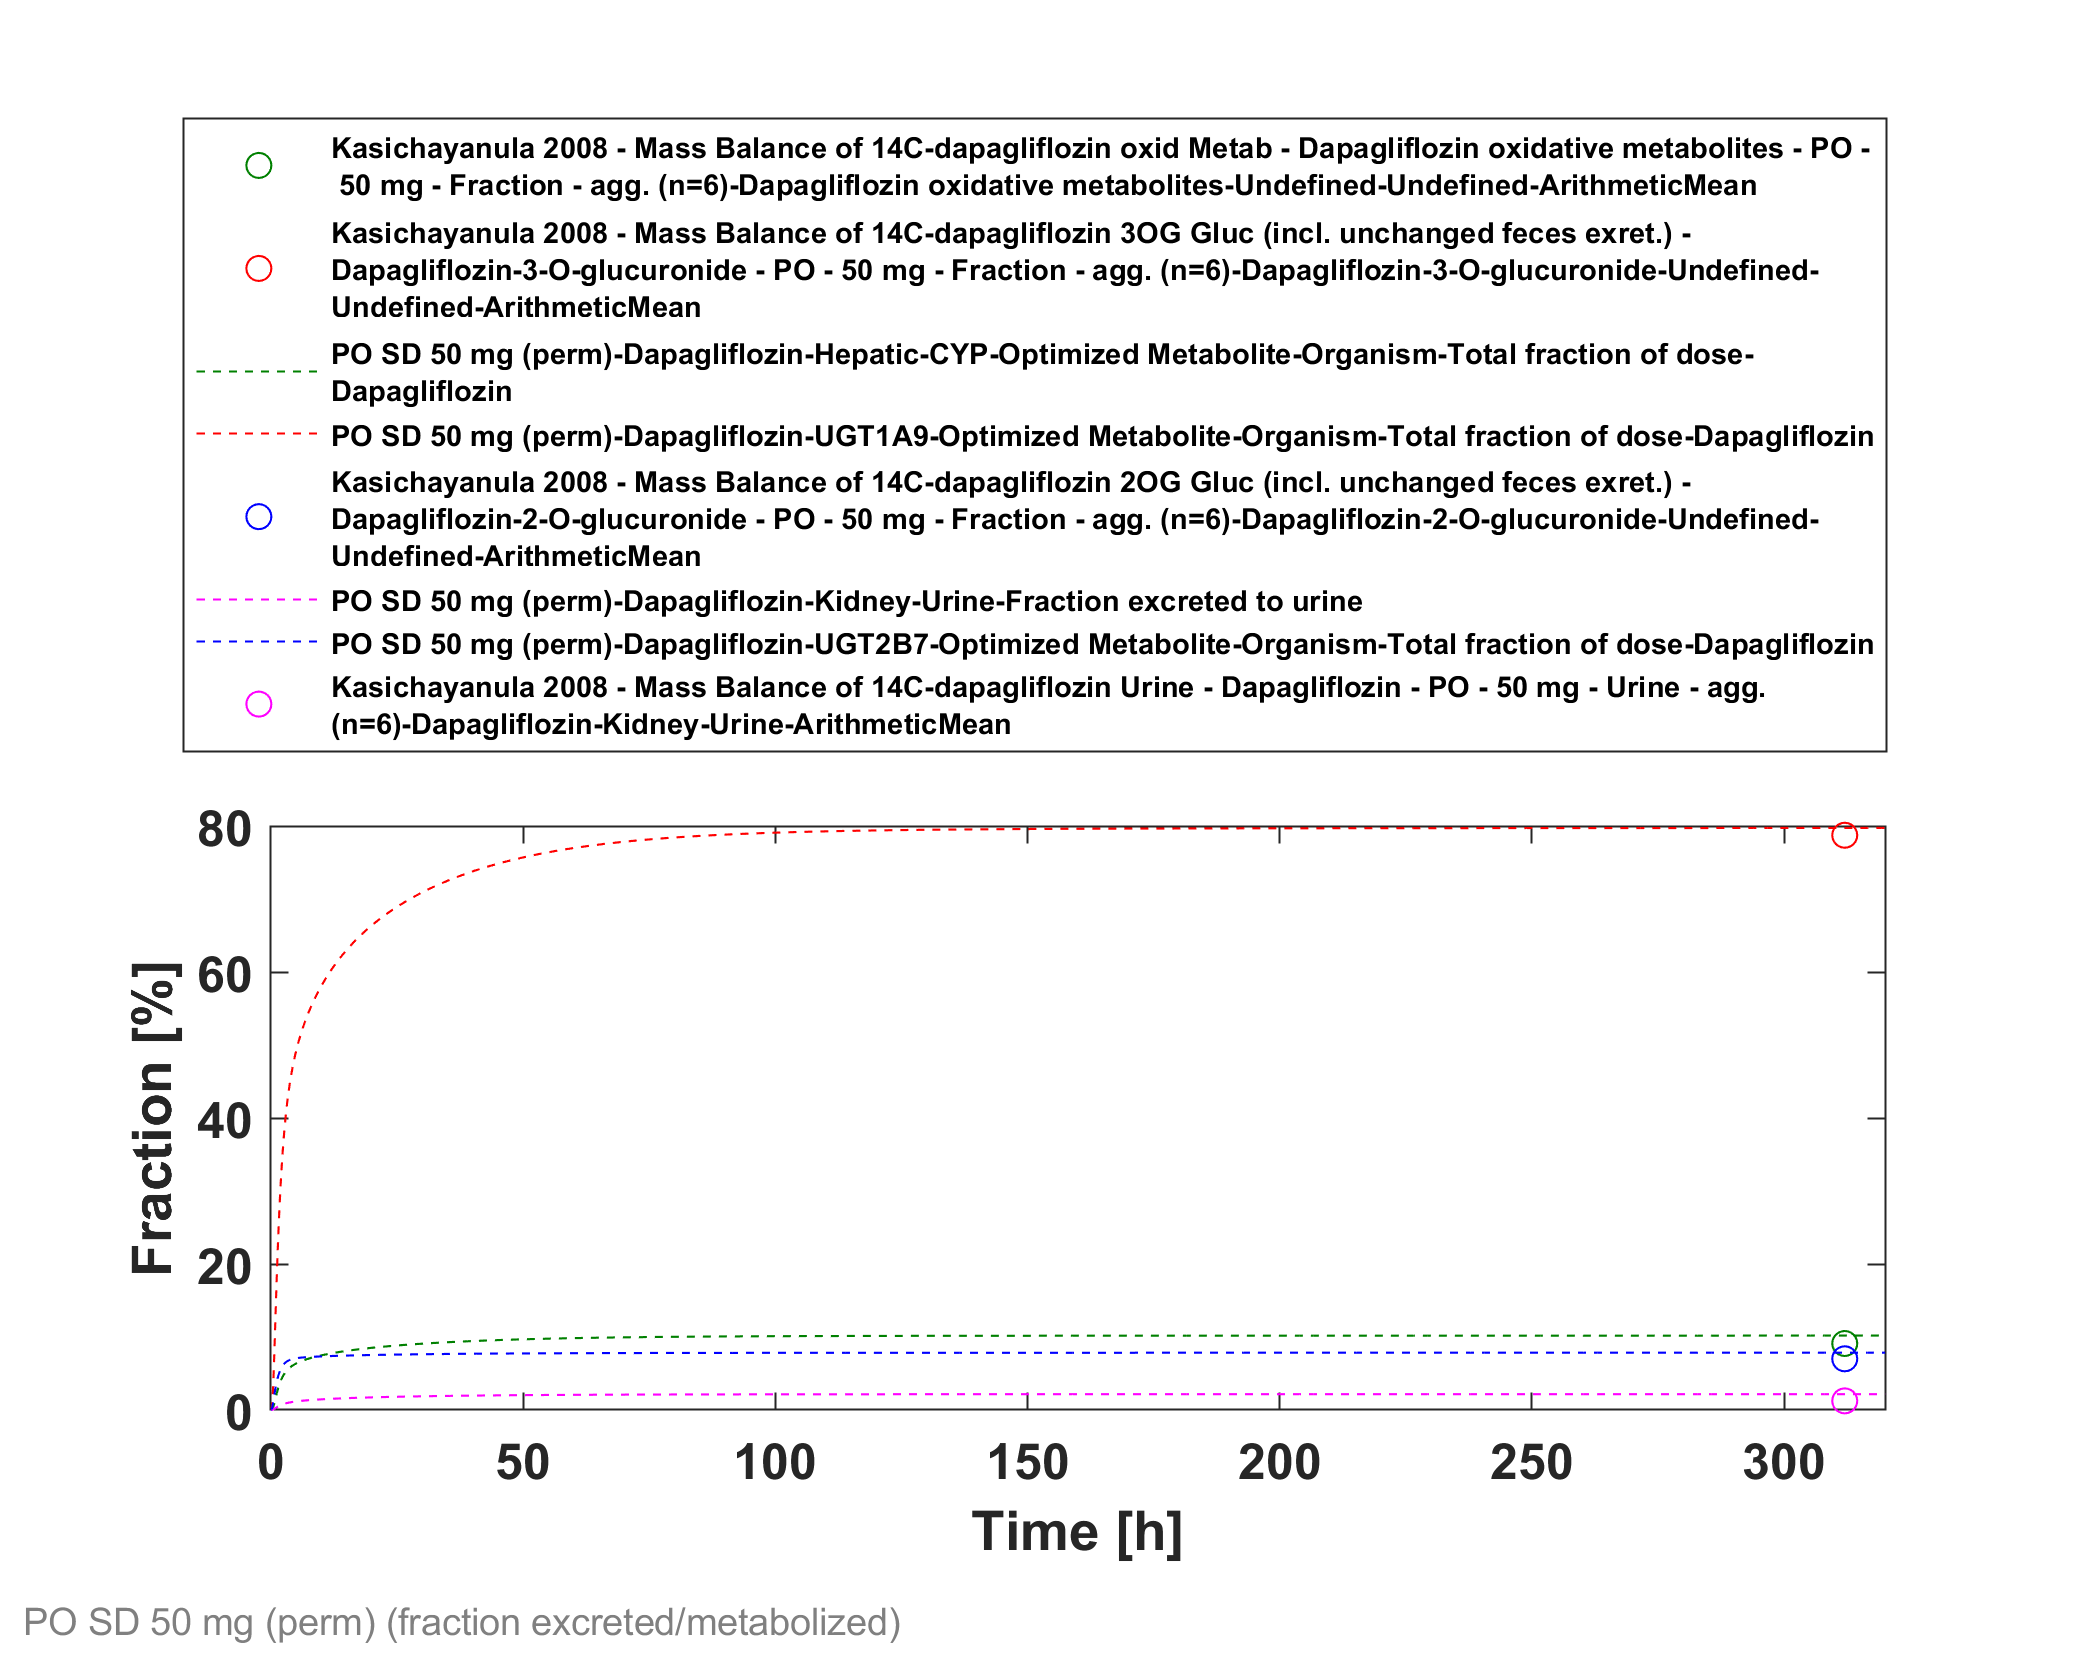 Kasichayanula 2008 - Mass Balance of 14C-dapagliflozin oxid Metab - Dapagliflozin oxidative metabolites - PO -
50 mg - Fraction - agg. (n=6)-Dapagliflozin oxidative metabolites-Undefined-Undefined-ArithmeticMean
Kasichayanula 2008 - Mass Balance of 14C-dapagliflozin 3OG Gluc (incl. unchanged feces exret.) -
Dapagliflozin-3-O-glucuronide - PO - 50 mg - Fraction - agg. (n=6)-Dapagliflozin-3-O-glucuronide-Undefined-
Undefined-ArithmeticMean
PO SD 50 mg (perm)-Dapagliflozin-Hepatic-CYP-Optimized Metabolite-Organism-Total fraction of dose-
Dapagliflozin
PO SD 50 mg (perm)-Dapagliflozin-UGT1A9-Optimized Metabolite-Organism-Total fraction of dose-Dapagliflozin
Kasichayanula 2008 - Mass Balance of 14C-dapagliflozin 2OG Gluc (incl. unchanged feces exret.) -
Dapagliflozin-2-O-glucuronide - PO - 50 mg - Fraction - agg. (n=6)-Dapagliflozin-2-O-glucuronide-Undefined-
Undefined-ArithmeticMean
PO SD 50 mg (perm)-Dapagliflozin-Kidney-Urine-Fraction excreted to urine
PO SD 50 mg (perm)-Dapagliflozin-UGT2B7-Optimized Metabolite-Organism-Total fraction of dose-Dapagliflozin
Kasichayanula 2008 - Mass Balance of 14C-dapagliflozin Urine - Dapagliflozin - PO - 50 mg - Urine - agg.
(n=6)-Dapagliflozin-Kidney-Urine-ArithmeticMean
80
60
40
20
0
Fraction [%]
0 50 100 150 200 250 300
Time [h]
PO SD 50 mg (perm) (fraction excreted/metabolized)